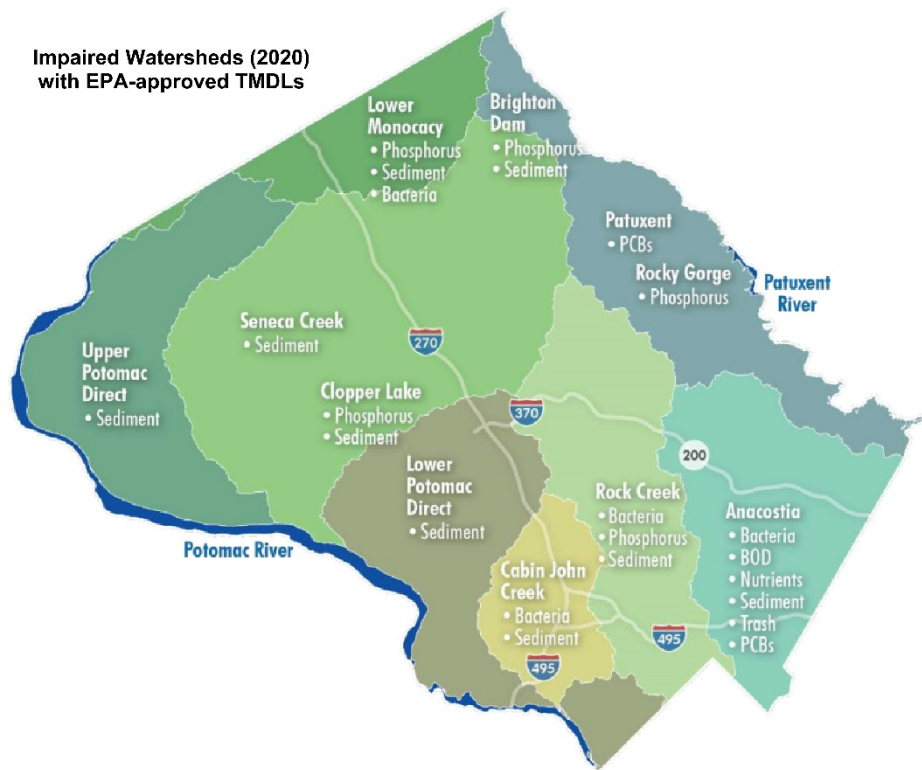 Impaired Watersheds (2020)
with EPA-approved TMDLs
Lower
Monocacy
• Phosphorus
• Sediment
• Bacteria
Brighton
Dam
• Phosphorus
• Sediment
Patuxent
• PCBs
Rocky Gorge
• Phosphorus
Patuxent
River
Seneca Creek
• Sediment
270
Upper
Potomac
Direct
• Sediment
Clopper Lake
• Phosphorus
• Sediment
370
200
Lower
Potomac
Direct
• Sediment
Rock Creek
• Bacteria
• Phosphorus
• Sediment
Anacostia
• Bacteria
• BOD
• Nutrients
• Sediment
• Trash
• PCBs
Potomac River
Cabin John
Creek
• Bacteria
• Sediment
495
495